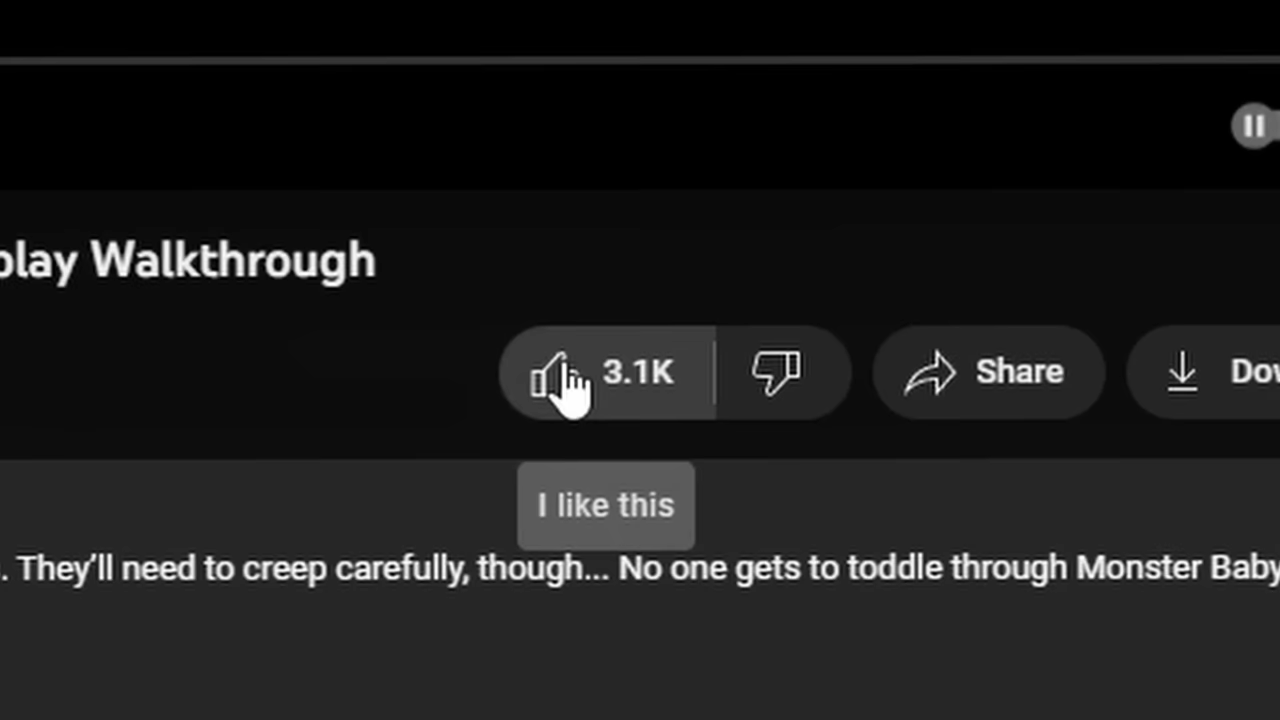 play Walkthrough
3.1K
Share
Dow
I like this
. They’ll need to creep carefully, though... No one gets to toddle through Monster Baby